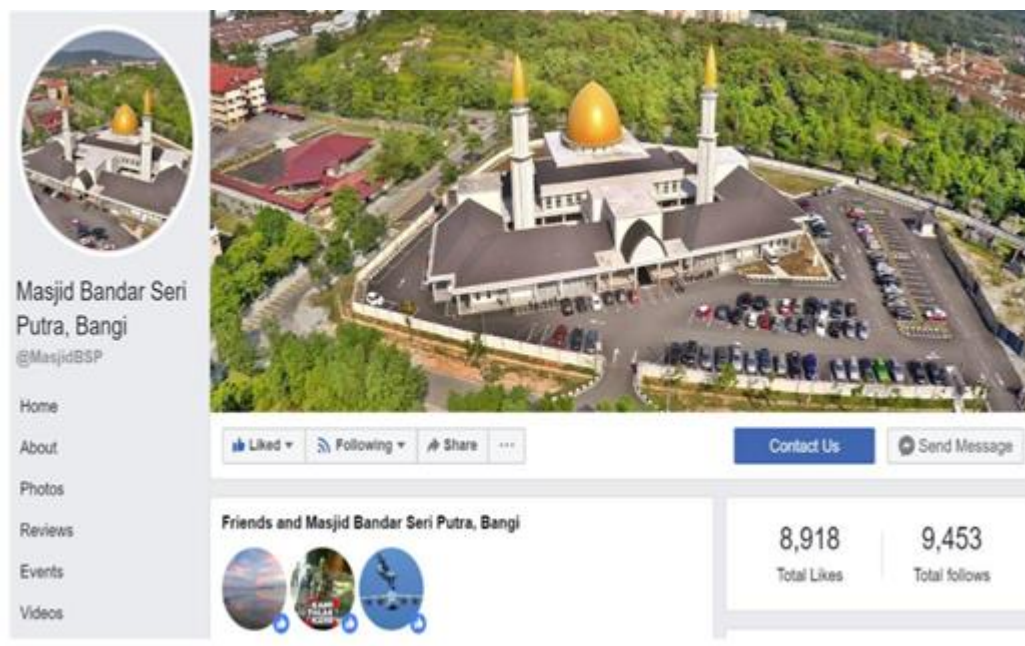 Masjid Bandar Seri
Putra, Bangi
@MasjidBSP
Home
About
Photos
Reviews
Events
Videos
Liked
Following
Share
Contact Us
Send Message
Friends and Masjid Bandar Seri Putra, Bangi
8,918
Total Likes
9,453
Total follows